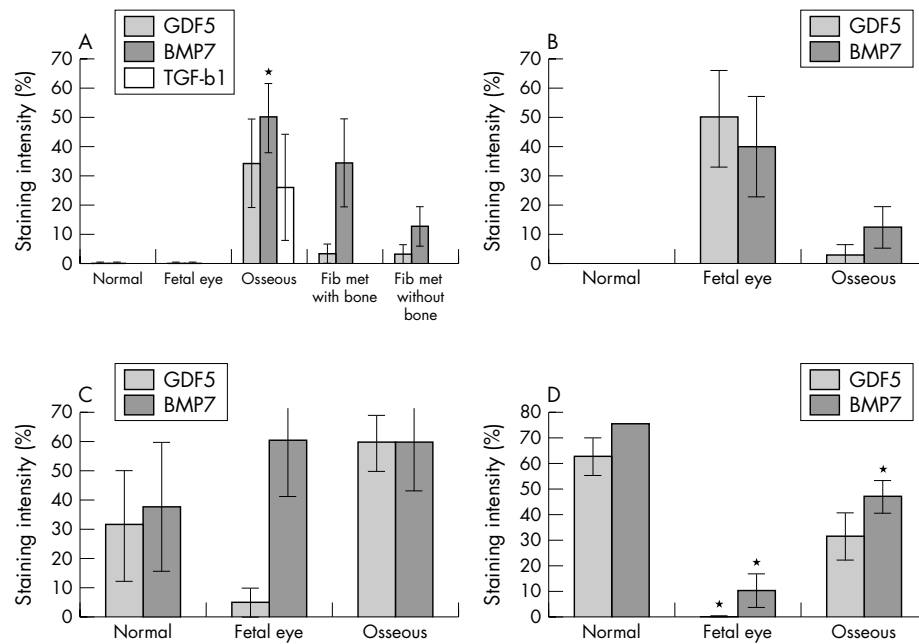 A
GDF5
BMP7
TGF-b1
Staining intensity (%)
70
60
50
40
30
20
10
0
★
Normal
Fetal eye
Osseous
Fib met
with bone
Fib met
without
bone
B
GDF5
BMP7
Staining intensity (%)
70
60
50
40
30
20
10
0
Fetal eye
Osseous
C
GDF5
BMP7
Staining intensity (%)
70
60
50
40
30
20
10
0
Normal
Fetal eye
Osseous
D
GDF5
BMP7
Staining intensity (%)
80
70
60
50
40
30
20
10
0
★
★
★
Normal
Fetal eye
Osseous